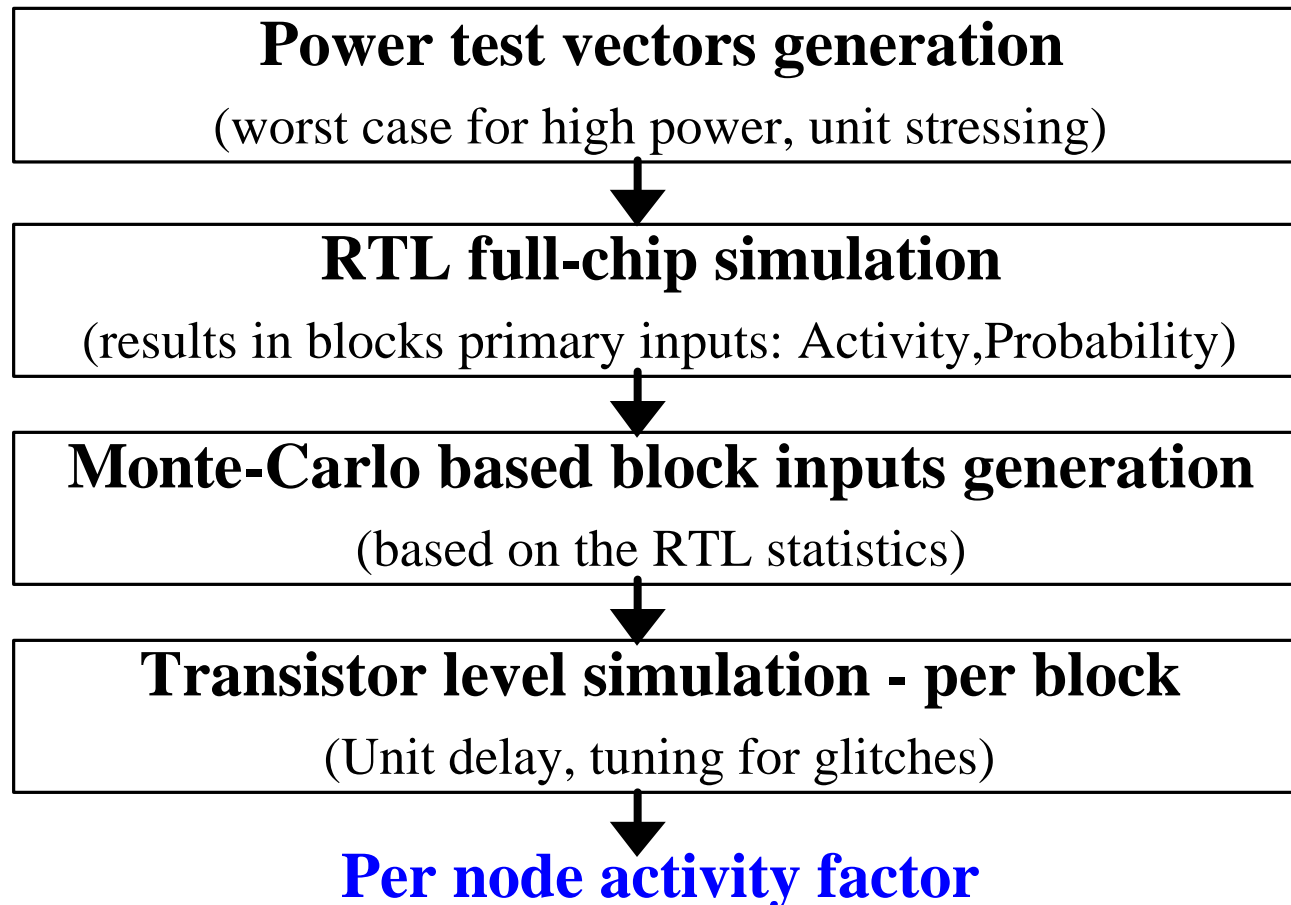 Power test vectors generation
(worst case for high power, unit stressing)
RTL full-chip simulation
(results in blocks primary inputs: Activity,Probability)
Monte-Carlo based block inputs generation
(based on the RTL statistics)
Transistor level simulation - per block
(Unit delay, tuning for glitches)
Per node activity factor